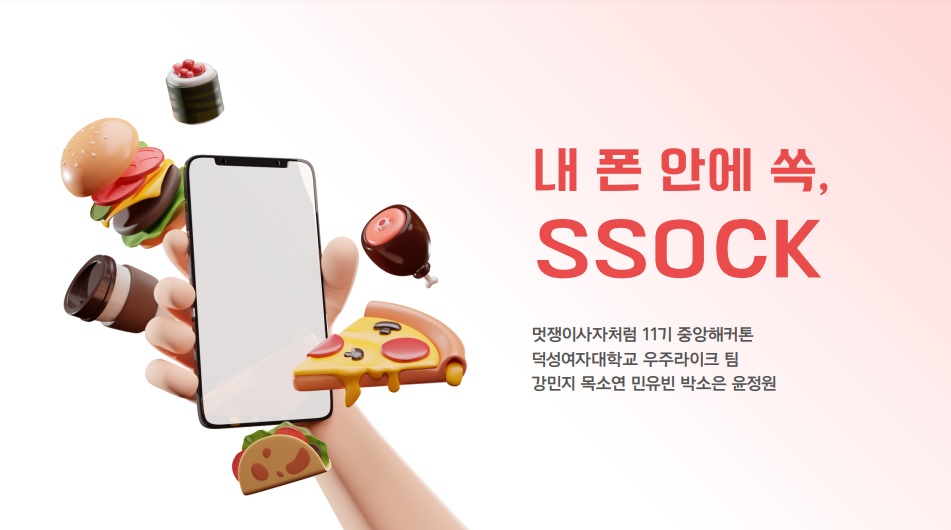 내 폰 안에 쏙,
SSOCK
멋쟁이사자처럼 11기 중앙해커톤
덕성여자대학교 우주라이크 팀
강민지 목소연 민유빈 박소은 윤정원